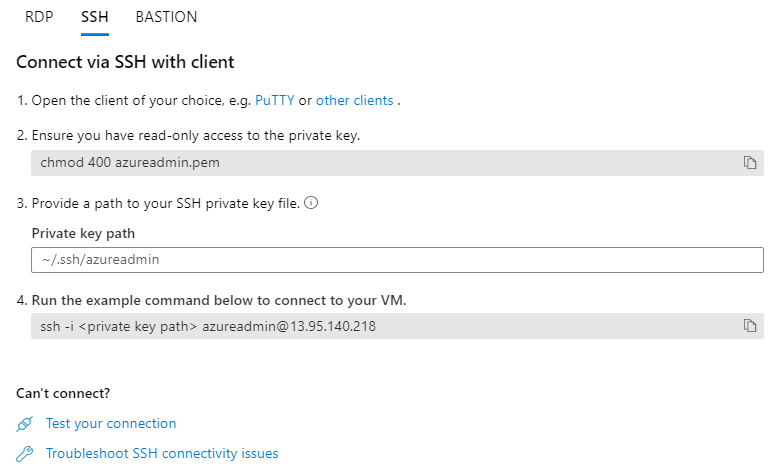 RDP SSH BASTION
Connect via SSH with client
1. Open the client of your choice, e.g. PuTTY or other clients .
2. Ensure you have read-only access to the private key.
chmod 400 azureadmin.pem
3. Provide a path to your SSH private key file.
Private key path
~/.ssh/azureadmin
4. Run the example command below to connect to your VM.
ssh -i <private key path> azureadmin@13.95.140.218
Can't connect?
Test your connection
Troubleshoot SSH connectivity issues